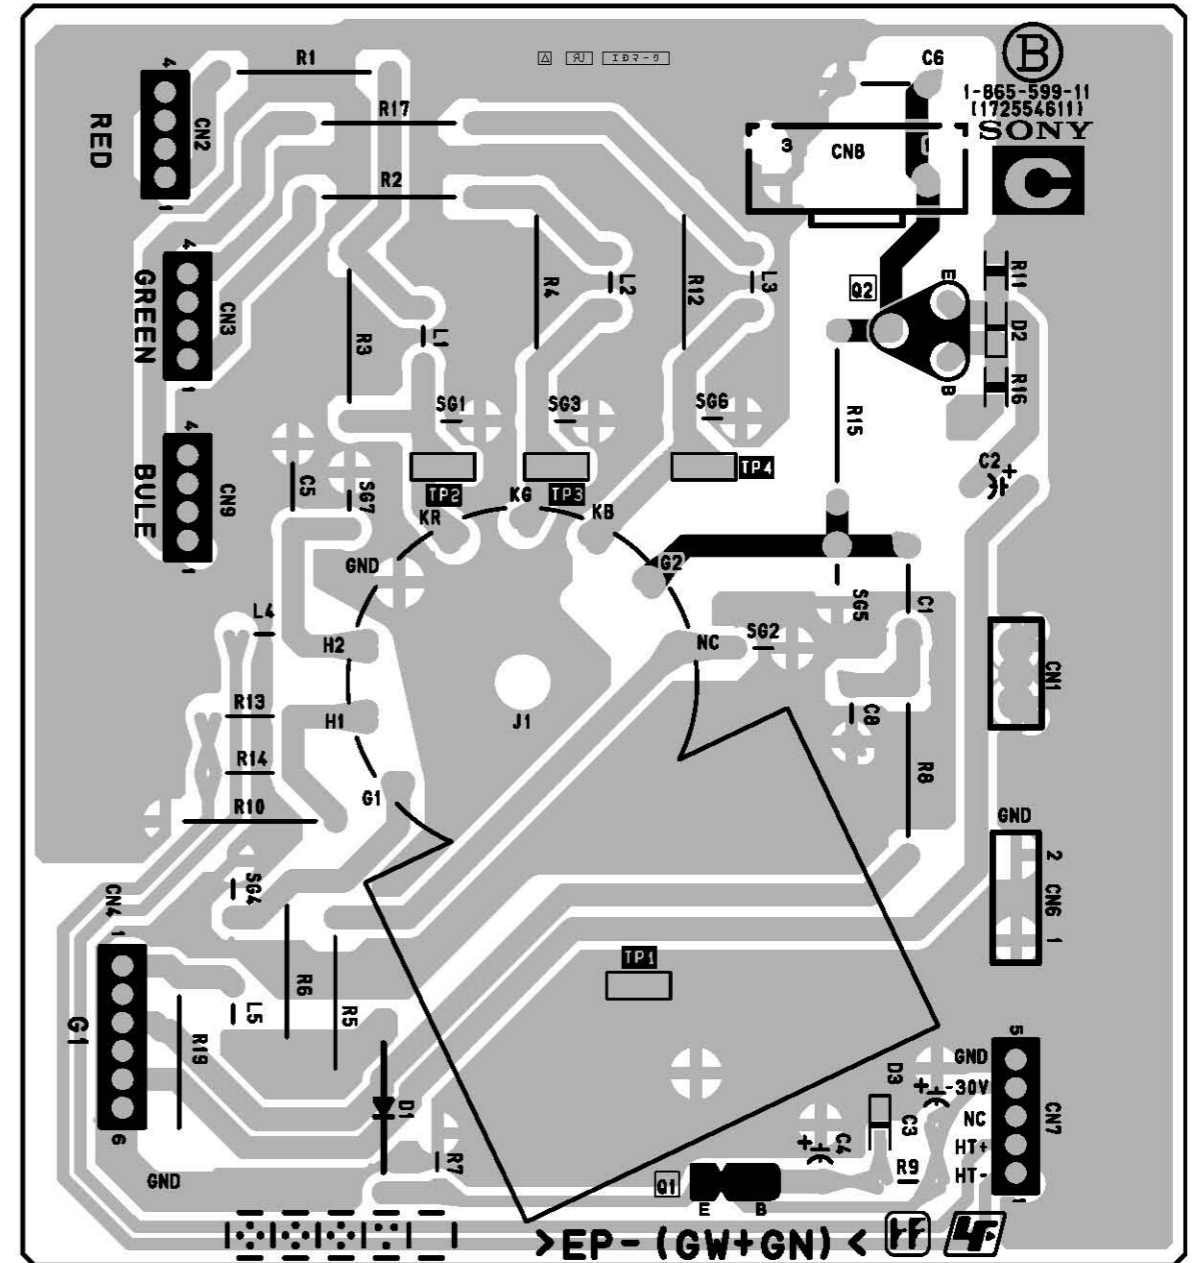 R1
C6
B
1-865-599-11
(172554611)
SONY
C
4
CN2
RED
1
R17
3
CN8
1
R2
4
GREEN
CN3
1
R4
L2
R12
L3
Q2
E
B
R11
D2
R16
R3
L1
SG1
SG3
SG6
R15
C2
+
4
BULE
CN9
1
C5
SG7
TP2
TP3
TP4
KR
KG
KB
GND
G2
L4
H2
NC
SG2
SG5
C1
CN1
R13
H1
J1
C8
R14
G1
R8
R10
GND
2
CN6
1
SG4
CN4
1
G1
6
L5
R6
R5
R19
TP1
D1
R7
GND
D3
C3
C4
+
+
R9
Q1
E B
5
GND
-30V
NC
HT+
HT-
CN7
1
>EP-(GW+GN)<